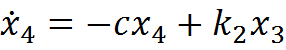 ẋ₄ = −cx₄ + k₂x₃